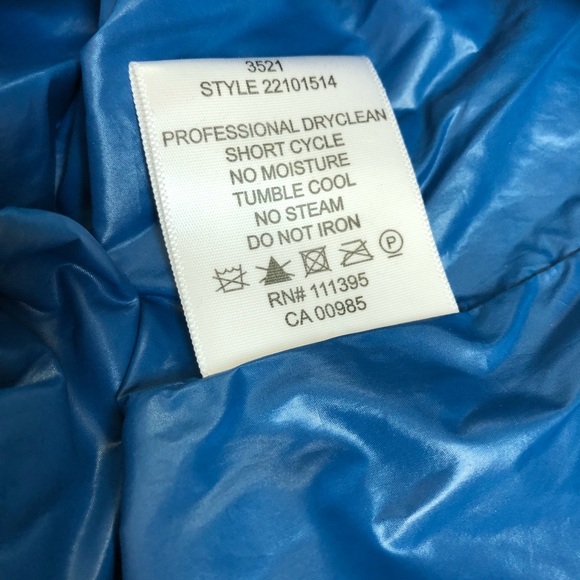 3521
STYLE 22101514
PROFESSIONAL DRYCLEAN
SHORT CYCLE
NO MOISTURE
TUMBLE COOL
NO STEAM
DO NOT IRON
P
RN# 111395
CA 00985